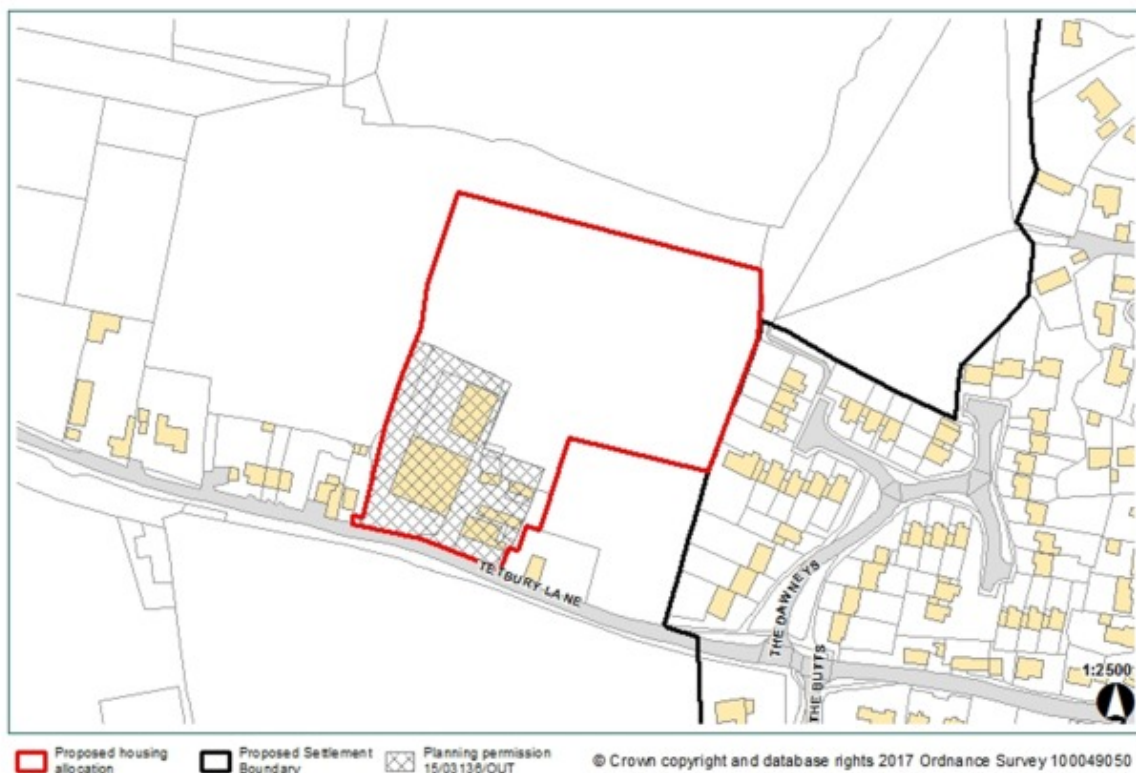 TETBURY LANE
THE DAWNEYS
THE BUTTS
1:2500
Proposed housing
allocation
Proposed Settlement
Boundary
Planning permission
15/03136/OUT
© Crown copyright and database rights 2017 Ordnance Survey 100049050